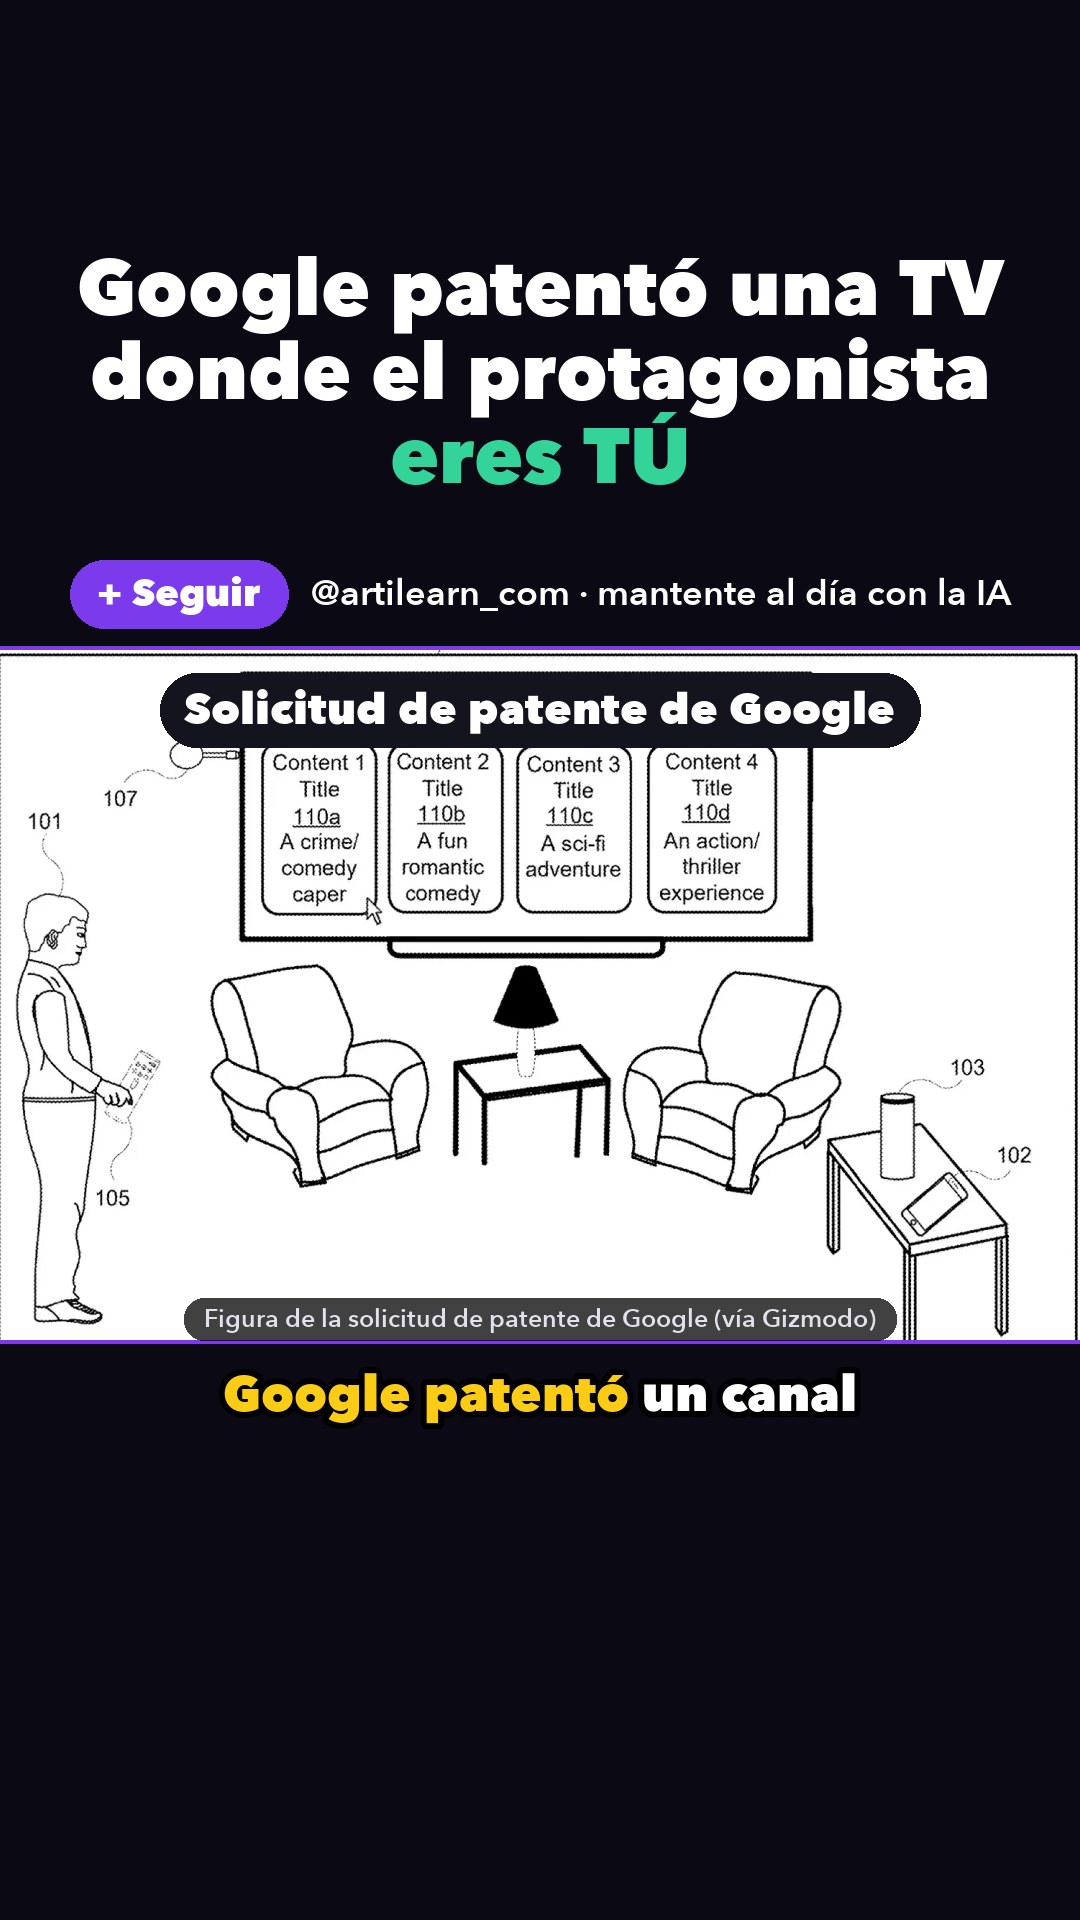 Google patentó una TV
donde el protagonista
eres TÚ
+ Seguir
@artilearn_com · mantente al día con la IA
Solicitud de patente de Google
Content 1
Title
110a
A crime/
comedy
caper
Content 2
Title
110b
A fun
romantic
comedy
Content 3
Title
110c
A sci-fi
adventure
Content 4
Title
110d
An action/
thriller
experience
107
101
105
103
102
Figura de la solicitud de patente de Google (vía Gizmodo)
Google patentó un canal